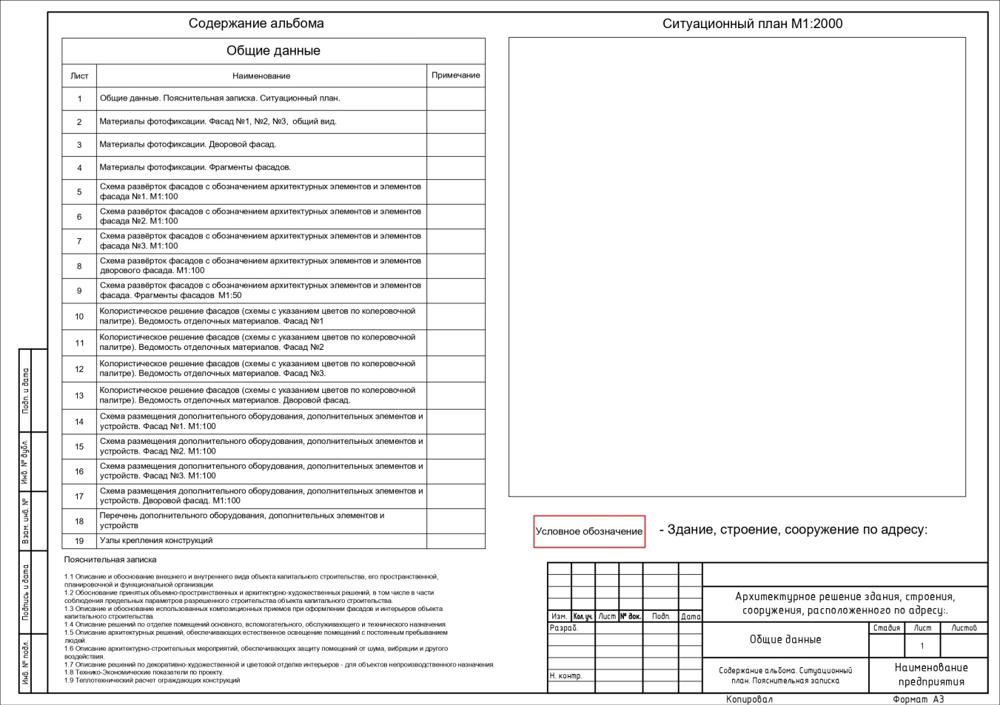 Содержание альбома
Общие данные
Лист Наименование Примечание
1 Общие данные. Пояснительная записка. Ситуационный план.
2 Материалы фотофиксации. Фасад №1, №2, №3, общий вид.
3 Материалы фотофиксации. Дворовой фасад.
4 Материалы фотофиксации. Фрагменты фасадов.
5 Схема развёрток фасадов с обозначением архитектурных элементов и элементов
фасада №1. М1:100
6 Схема развёрток фасадов с обозначением архитектурных элементов и элементов
фасада №2. М1:100
7 Схема развёрток фасадов с обозначением архитектурных элементов и элементов
фасада №3. М1:100
8 Схема развёрток фасадов с обозначением архитектурных элементов и элементов
дворового фасада. М1:100
9 Схема развёрток фасадов с обозначением архитектурных элементов и элементов
фасада. Фрагменты фасадов М1:50
10 Колористическое решение фасадов (схемы с указанием цветов по колеровочной
палитре). Ведомость отделочных материалов. Фасад №1
11 Колористическое решение фасадов (схемы с указанием цветов по колеровочной
палитре). Ведомость отделочных материалов. Фасад №2
12 Колористическое решение фасадов (схемы с указанием цветов по колеровочной
палитре). Ведомость отделочных материалов. Фасад №3.
13 Колористическое решение фасадов (схемы с указанием цветов по колеровочной
палитре). Ведомость отделочных материалов. Дворовой фасад.
14 Схема размещения дополнительного оборудования, дополнительных элементов и
устройств. Фасад №1. М1:100
15 Схема размещения дополнительного оборудования, дополнительных элементов и
устройств. Фасад №2. М1:100
16 Схема размещения дополнительного оборудования, дополнительных элементов и
устройств. Фасад №3. М1:100
17 Схема размещения дополнительного оборудования, дополнительных элементов и
устройств. Дворовой фасад. М1:100
18 Перечень дополнительного оборудования, дополнительных элементов и
устройств
19 Узлы крепления конструкций
Пояснительная записка
1.1 Описание и обоснование внешнего и внутреннего вида объекта капитального строительства, его пространственной,
планировочной и функциональной организации.
1.2 Обоснование принятых объемно-пространственных и архитектурно-художественных решений, в том числе в части
соблюдения предельных параметров разрешенного строительства объекта капитального строительства.
1.3 Описание и обоснование использованных композиционных приемов при оформлении фасадов и интерьеров объекта
капитального строительства.
1.4 Описание решений по отделке помещений основного, вспомогательного, обслуживающего и технического назначения.
1.5 Описание архитектурных решений, обеспечивающих естественное освещение помещений с постоянным пребыванием
людей.
1.6 Описание архитектурно-строительных мероприятий, обеспечивающих защиту помещений от шума, вибрации и другого
воздействия.
1.7 Описание решений по декоративно-художественной и цветовой отделке интерьеров - для объектов непроизводственного назначения.
1.8 Технико-Экономические показатели по проекту.
1.9 Теплотехнический расчет ограждающих конструкций
Ситуационный план М1:2000
Условное обозначение - Здание, строение, сооружение по адресу:
Изм. Кол.уч. Лист № док. Подп. Дата
Разраб.
Н. контр.
Архитектурное решение здания, строения,
сооружения, расположенного по адресу:.
Общие данные
Стадия Лист Листов
1
Содержание альбома. Ситуационный
план. Пояснительная записка
Наименование
предприятия
Копировал Формат А3
Подп. и дата
Инв. № дубл.
Взам. инв. №
Подпись и дата
Инв. № подл.